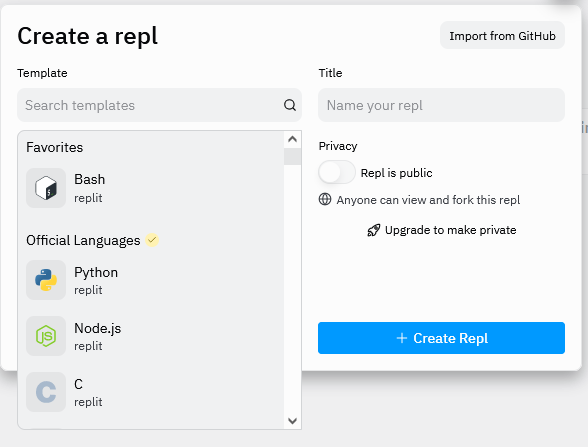 Create a repl
Import from GitHub
Template
Search templates
Favorites
Bash
replit
Official Languages
Python
replit
Node.js
replit
C
replit
Title
Name your repl
Privacy
Repl is public
Anyone can view and fork this repl
Upgrade to make private
+ Create Repl